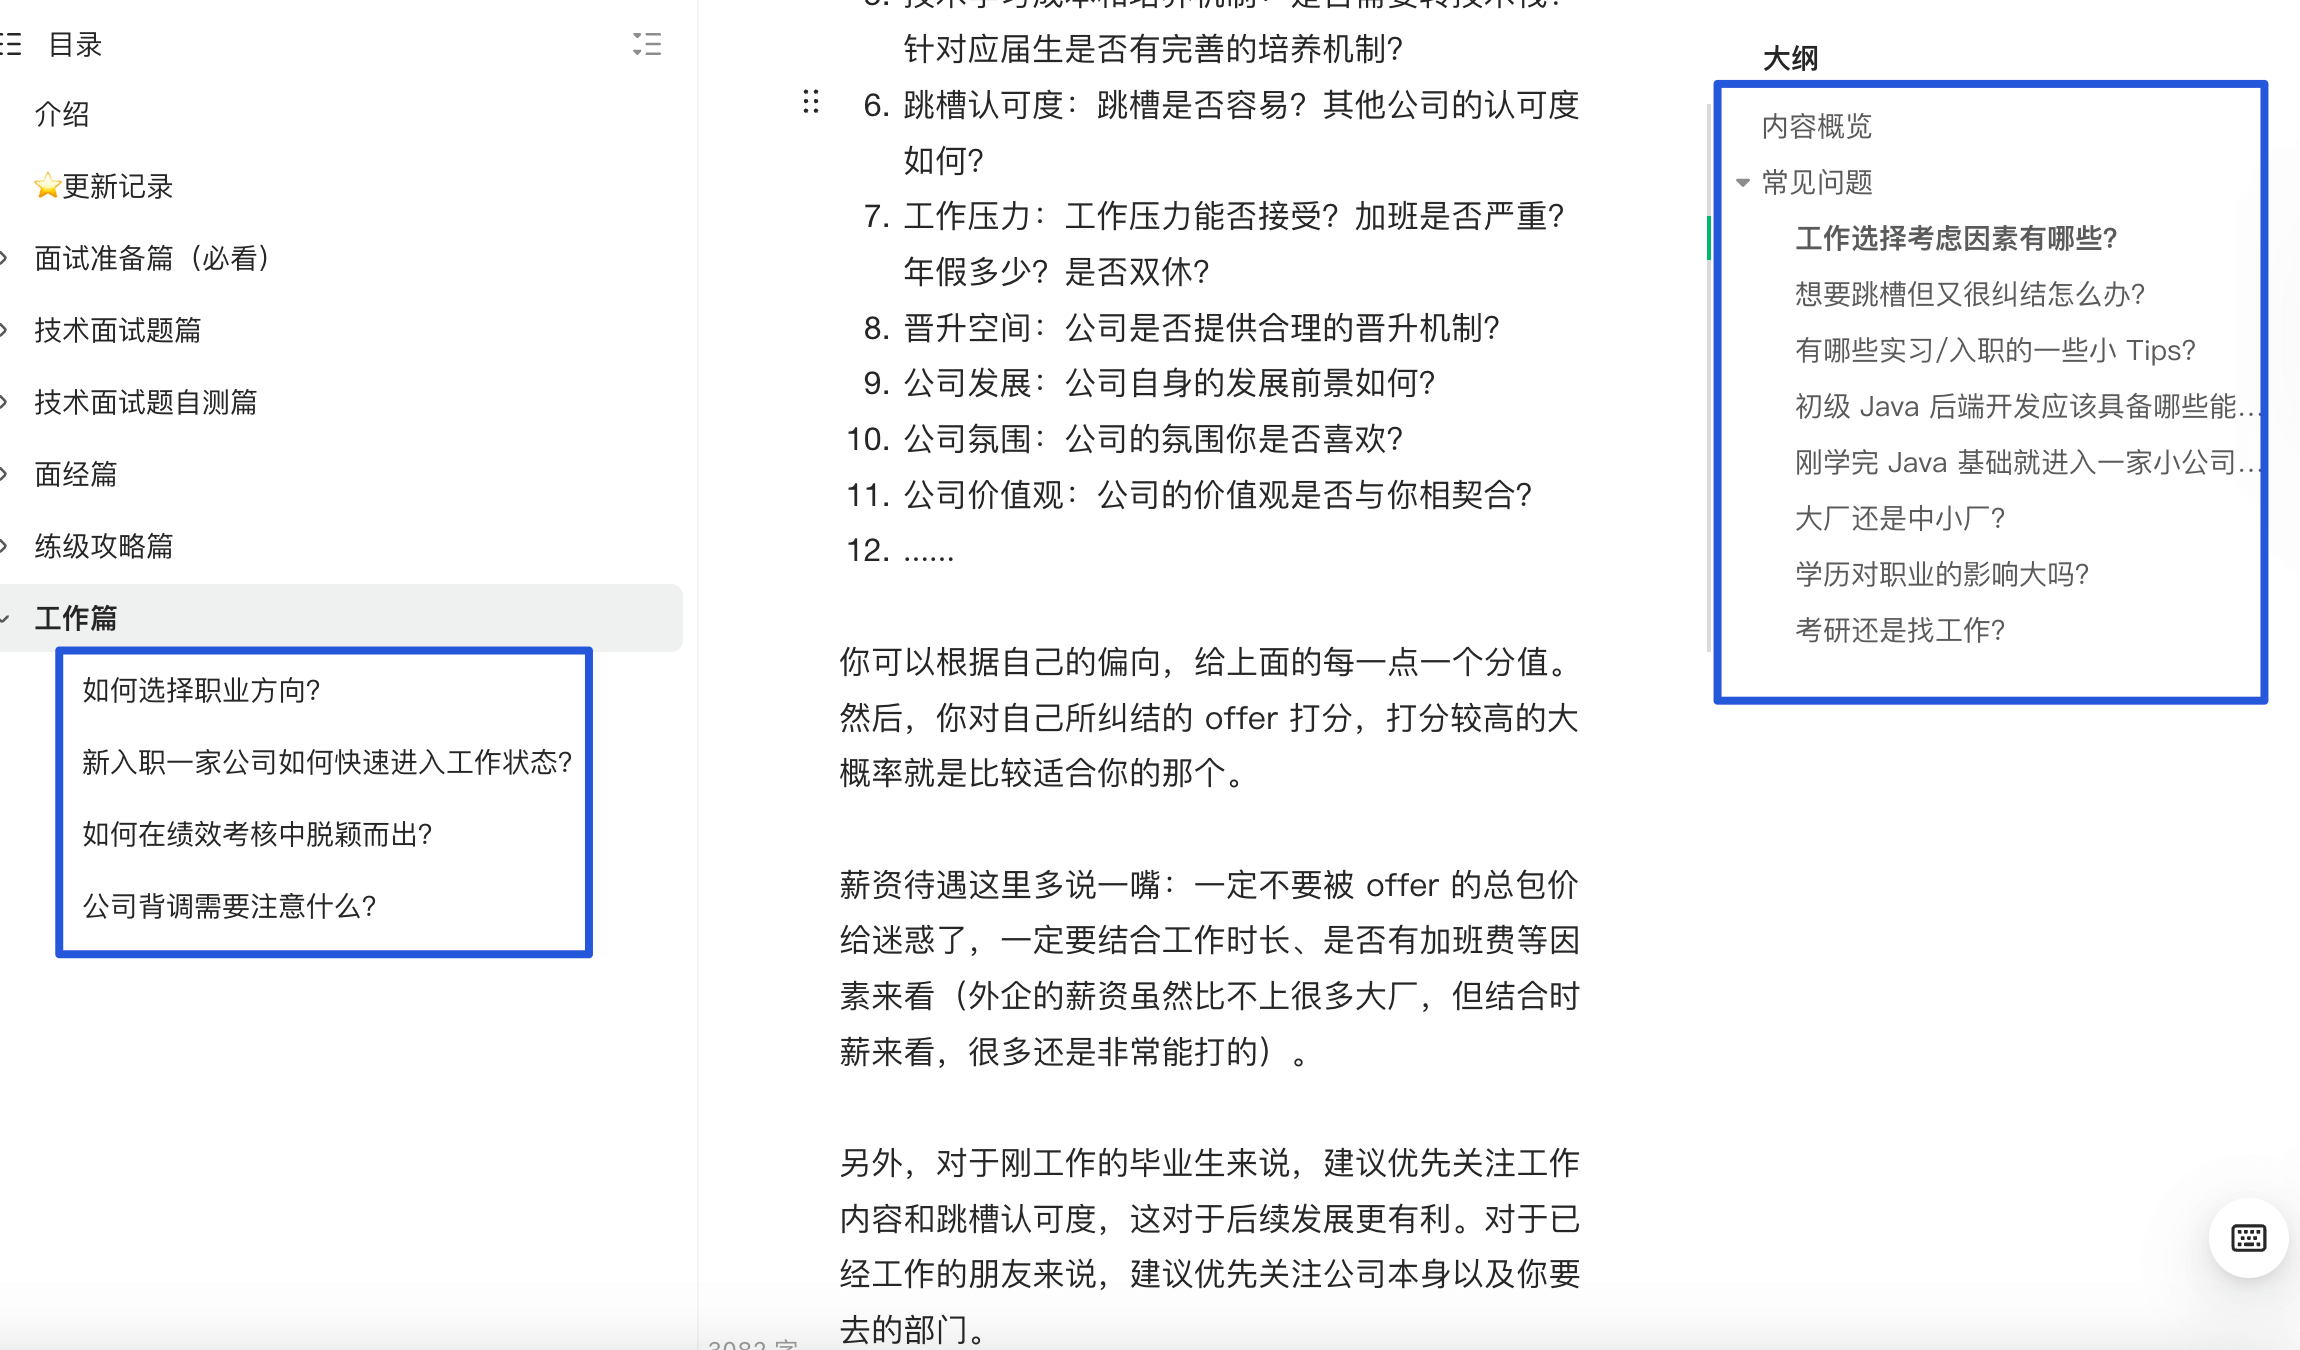 目录
介绍
⭐更新记录
面试准备篇（必看）
技术面试题篇
技术面试题自测篇
面经篇
练级攻略篇
工作篇
如何选择职业方向?
新入职一家公司如何快速进入工作状态?
如何在绩效考核中脱颖而出?
公司背调需要注意什么?
针对应届生是否有完善的培养机制?
6. 跳槽认可度：跳槽是否容易？其他公司的认可度
如何?
7. 工作压力：工作压力能否接受？加班是否严重?
年假多少？是否双休?
8. 晋升空间：公司是否提供合理的晋升机制?
9. 公司发展：公司自身的发展前景如何?
10. 公司氛围：公司的氛围你是否喜欢?
11. 公司价值观：公司的价值观是否与你相契合?
12. ......
你可以根据自己的偏向，给上面的每一点一个分值。
然后，你对自己所纠结的 offer 打分，打分较高的大
概率就是比较适合你的那个。
薪资待遇这里多说一嘴：一定不要被 offer 的总包价
给迷惑了，一定要结合工作时长、是否有加班费等因
素来看（外企的薪资虽然比不上很多大厂，但结合时
薪来看，很多还是非常能打的）。
另外，对于刚工作的毕业生来说，建议优先关注工作
内容和跳槽认可度，这对于后续发展更有利。对于已
经工作的朋友来说，建议优先关注公司本身以及你要
去的部门。
大纲
内容概览
常见问题
工作选择考虑因素有哪些?
想要跳槽但又很纠结怎么办?
有哪些实习/入职的一些小 Tips?
初级 Java 后端开发应该具备哪些能...
刚学完 Java 基础就进入一家小公司...
大厂还是中小厂?
学历对职业的影响大吗?
考研还是找工作?